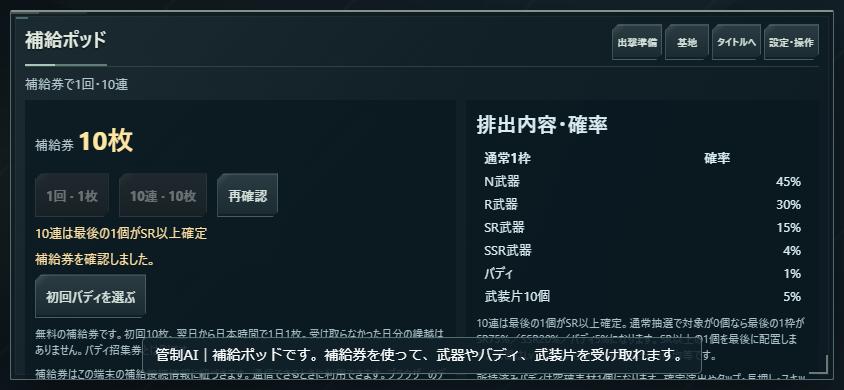 補給ポッド
出撃準備
基地
タイトルへ
設定・操作
補給券で1回・10連
補給券 10枚
1回 - 1枚
10連 - 10枚
再確認
10連は最後の1個がSR以上確定
補給券を確認しました。
初回バディを選ぶ
無料の補給券です。初回10枚、翌日から日本時間で1日1枚。受け取らなかった日分の繰越は
ありません。バディ招集券と
排出内容・確率
通常1枠 確率
N武器 45%
R武器 30%
SR武器 15%
SSR武器 4%
バディ 1%
武装片10個 5%
10連は最後の1個がSR以上確定。通常抽選で対象が0個なら最後の1枠が
管制AI｜補給ポッドです。補給券を使って、武器やバディ、武装片を受け取れます。